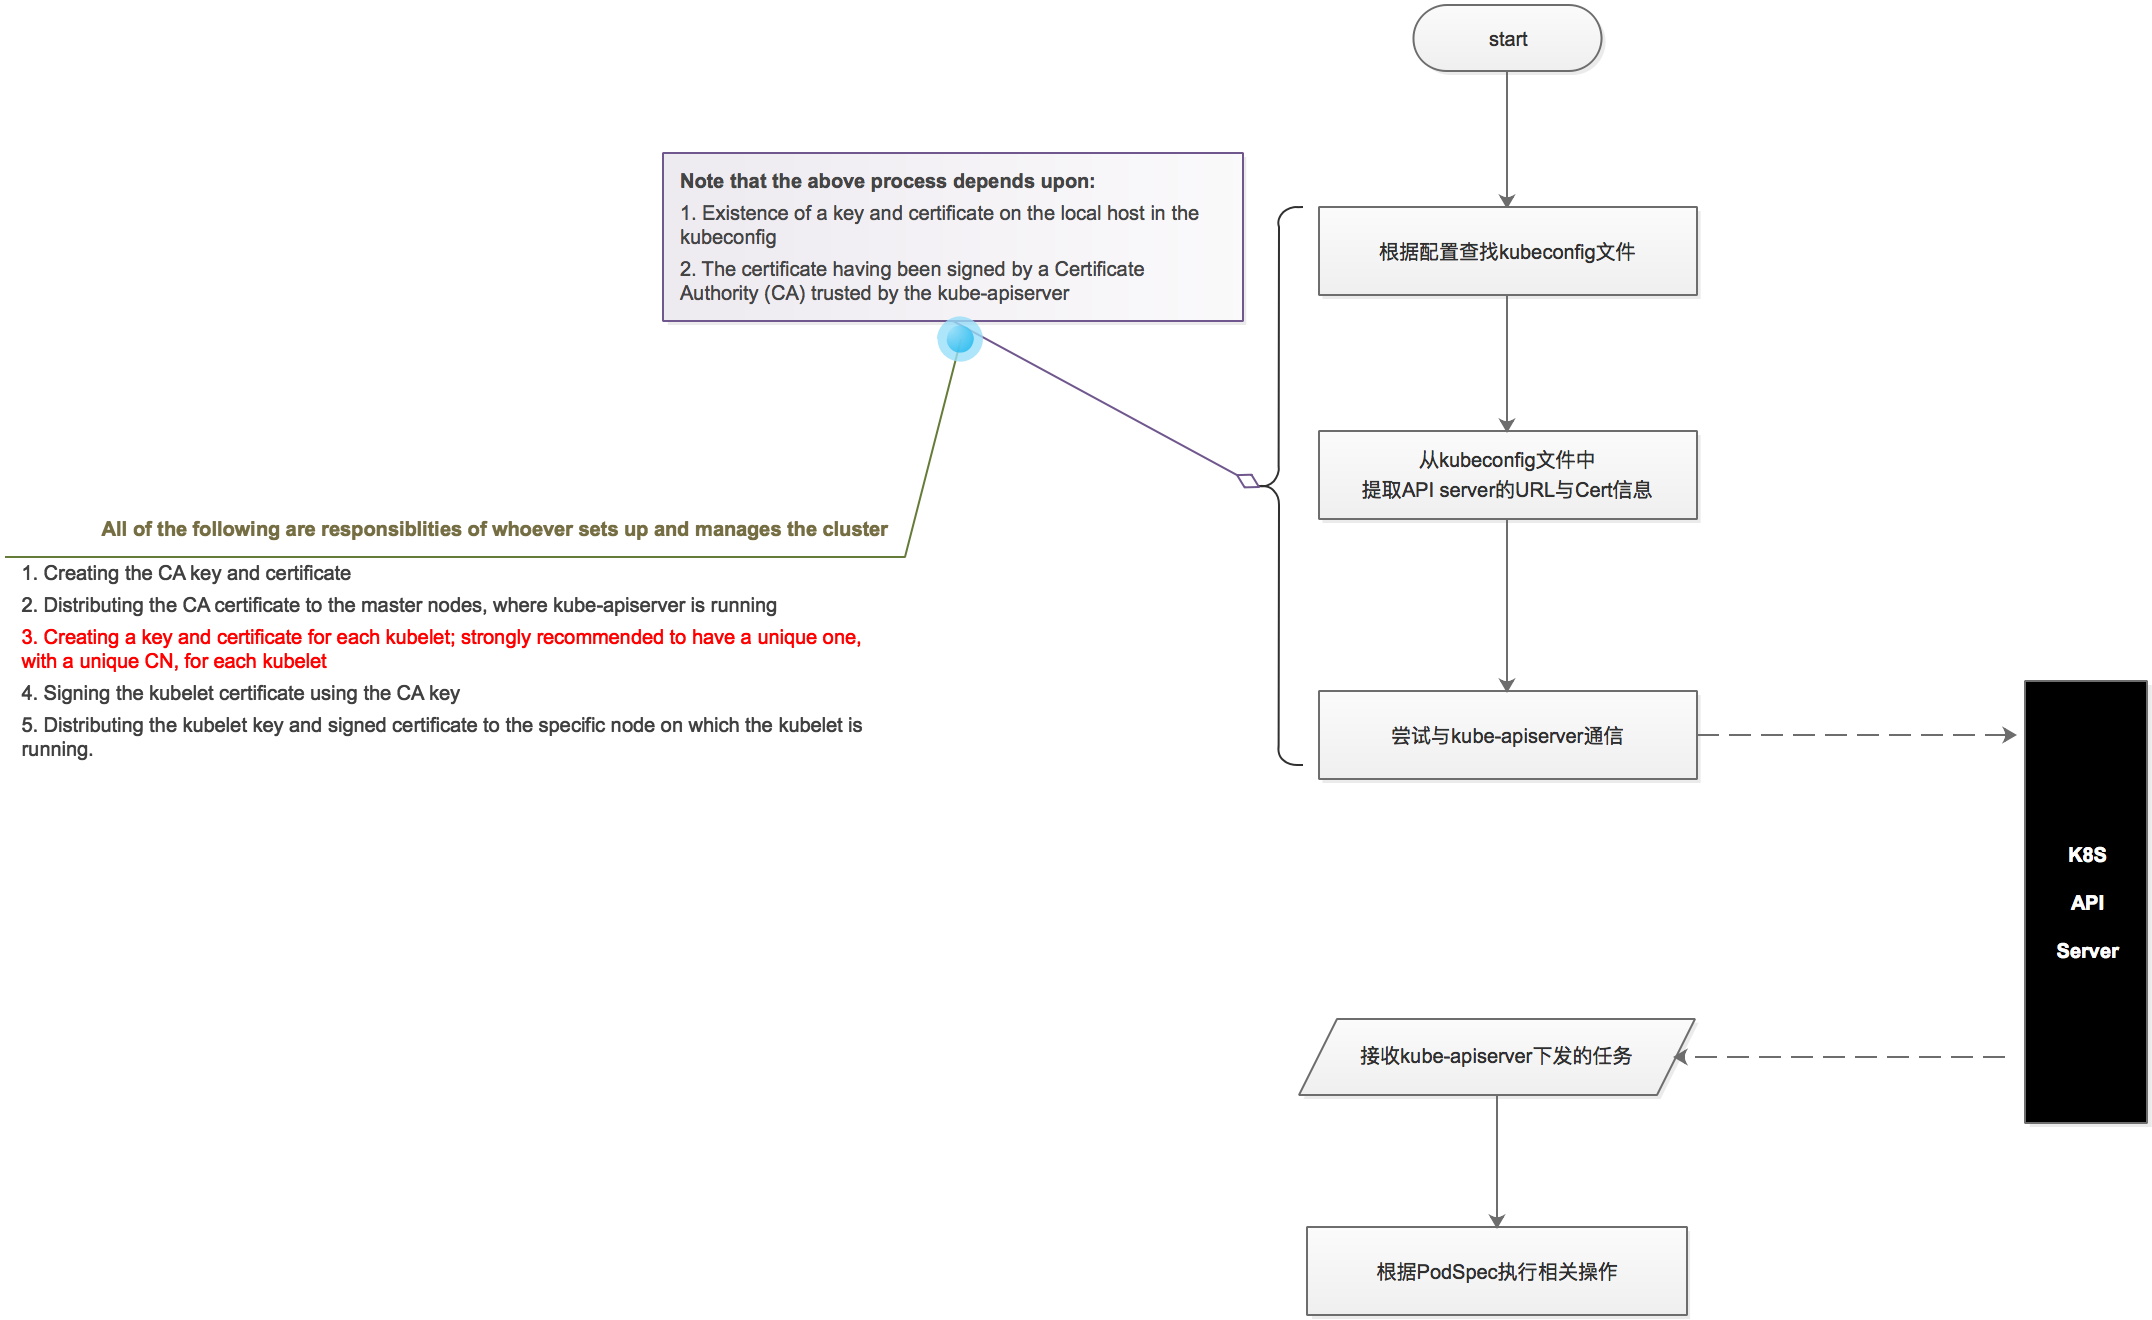 start
Note that the above process depends upon:
1. Existence of a key and certificate on the local host in the
kubeconfig
2. The certificate having been signed by a Certificate
Authority (CA) trusted by the kube-apiserver
根据配置查找kubeconfig文件
从kubeconfig文件中
提取API server的URL与Cert信息
All of the following are responsiblities of whoever sets up and manages the cluster
1. Creating the CA key and certificate
2. Distributing the CA certificate to the master nodes, where kube-apiserver is running
3. Creating a key and certificate for each kubelet; strongly recommended to have a unique one,
with a unique CN, for each kubelet
4. Signing the kubelet certificate using the CA key
5. Distributing the kubelet key and signed certificate to the specific node on which the kubelet is
running.
尝试与kube-apiserver通信
K8S
API
Server
接收kube-apiserver下发的任务
根据PodSpec执行相关操作